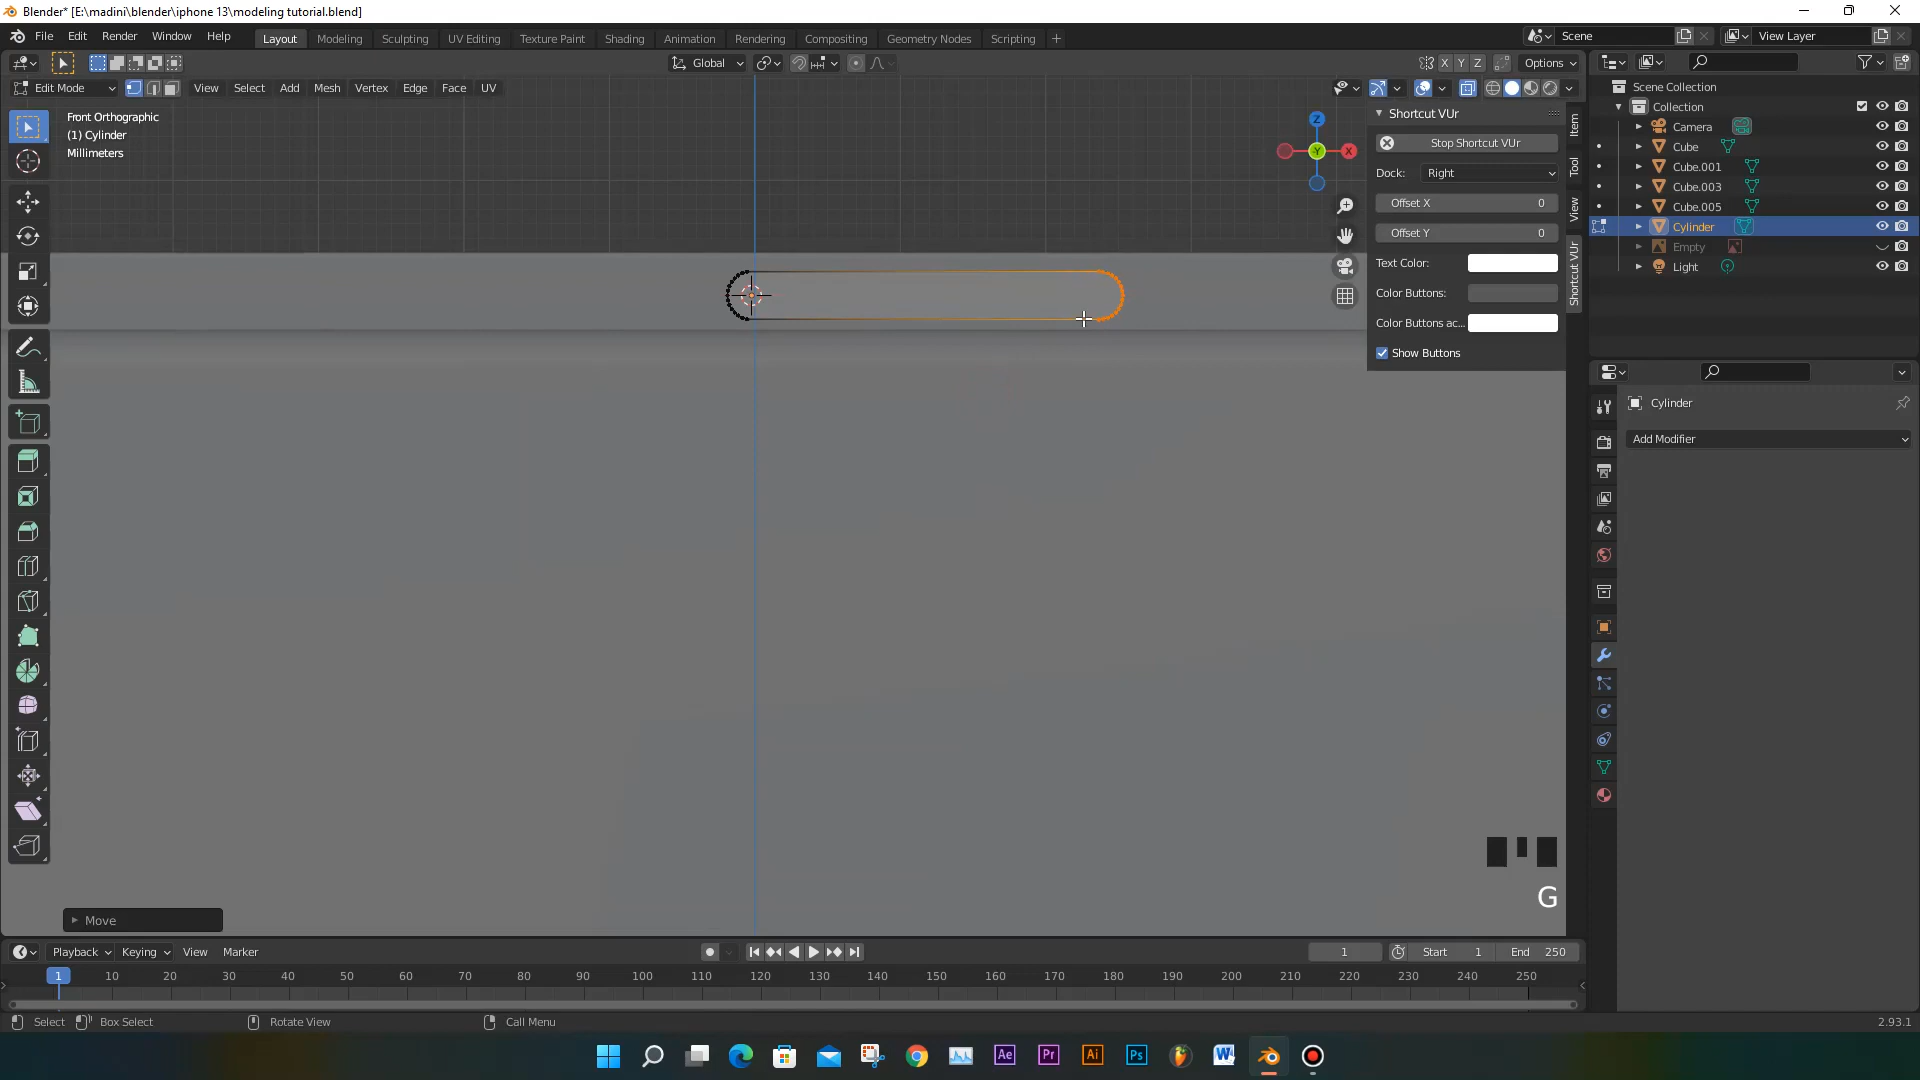 Blender* [E:\madini\blender\iphone 13\modeling tutorial.blend]
File Edit Render Window Help Layout Modeling Sculpting UV Editing Texture Paint Shading Animation Rendering Compositing Geometry Nodes Scripting + Scene View Layer
Global X Y Z Options
Edit Mode View Select Add Mesh Vertex Edge Face UV
Front Orthographic
(1) Cylinder
Millimeters
Z
Y
X
Shortcut VUr
Stop Shortcut VUr
Dock: Right
Offset X 0
Offset Y 0
Text Color:
Color Buttons:
Color Buttons ac...
Show Buttons
Item
Tool
View
Shortcut VUr
Scene Collection
Collection
Camera
Cube
Cube.001
Cube.003
Cube.005
Cylinder
Empty
Light
Cylinder
Add Modifier
G
Move
Playback Keying View Marker 1 Start 1 End 250
1 10 20 30 40 50 60 70 80 90 100 110 120 130 140 150 160 170 180 190 200 210 220 230 240 250
Select Box Select Rotate View Call Menu 2.93.1
Ae Pr Ai Ps W